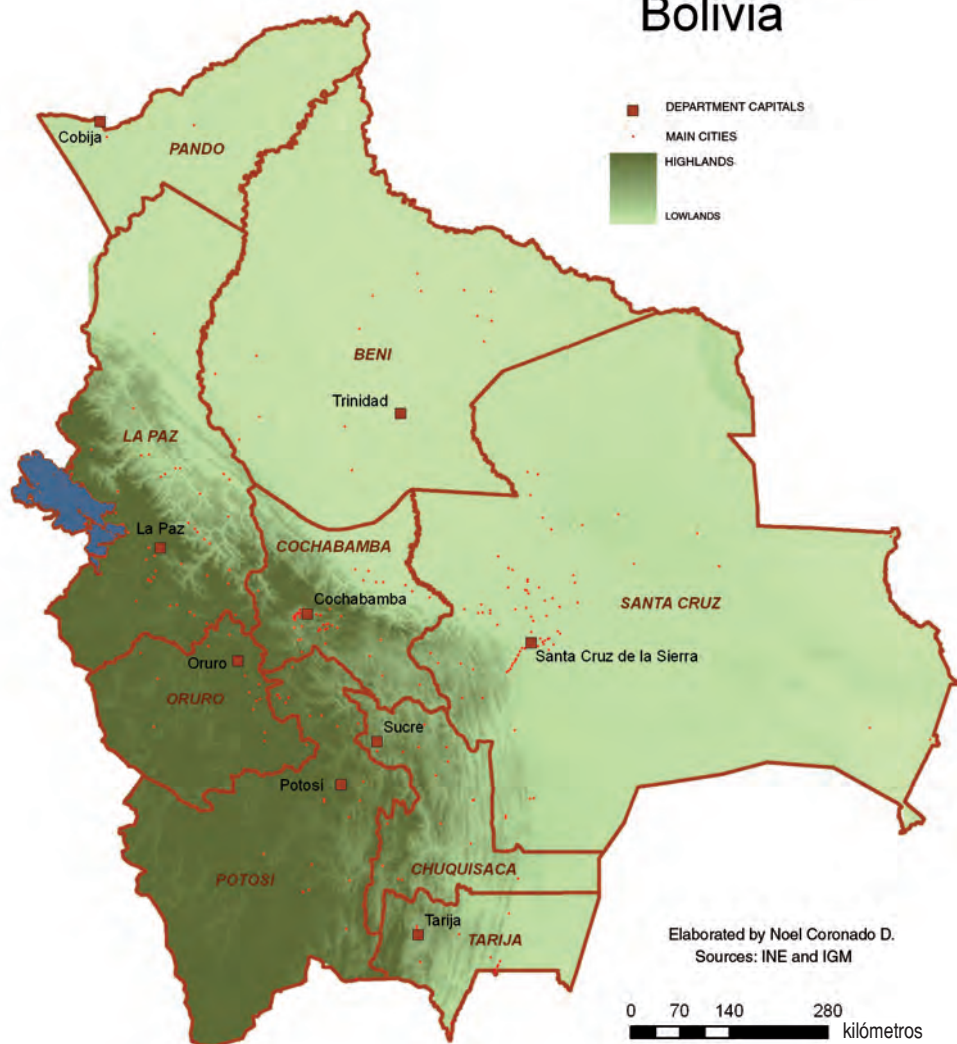 Bolivia
DEPARTMENT CAPITALS
MAIN CITIES
HIGHLANDS
LOWLANDS
Cobija
PANDO
BENI
Trinidad
LA PAZ
La Paz
COCHABAMBA
Cochabamba
SANTA CRUZ
Santa Cruz de la Sierra
Oruro
ORURO
Sucre
Potosí
POTOSI
CHUQUISACA
Tarija
TARIJA
Elaborated by Noel Coronado D.
Sources: INE and IGM
0 70 140 280
kilómetros